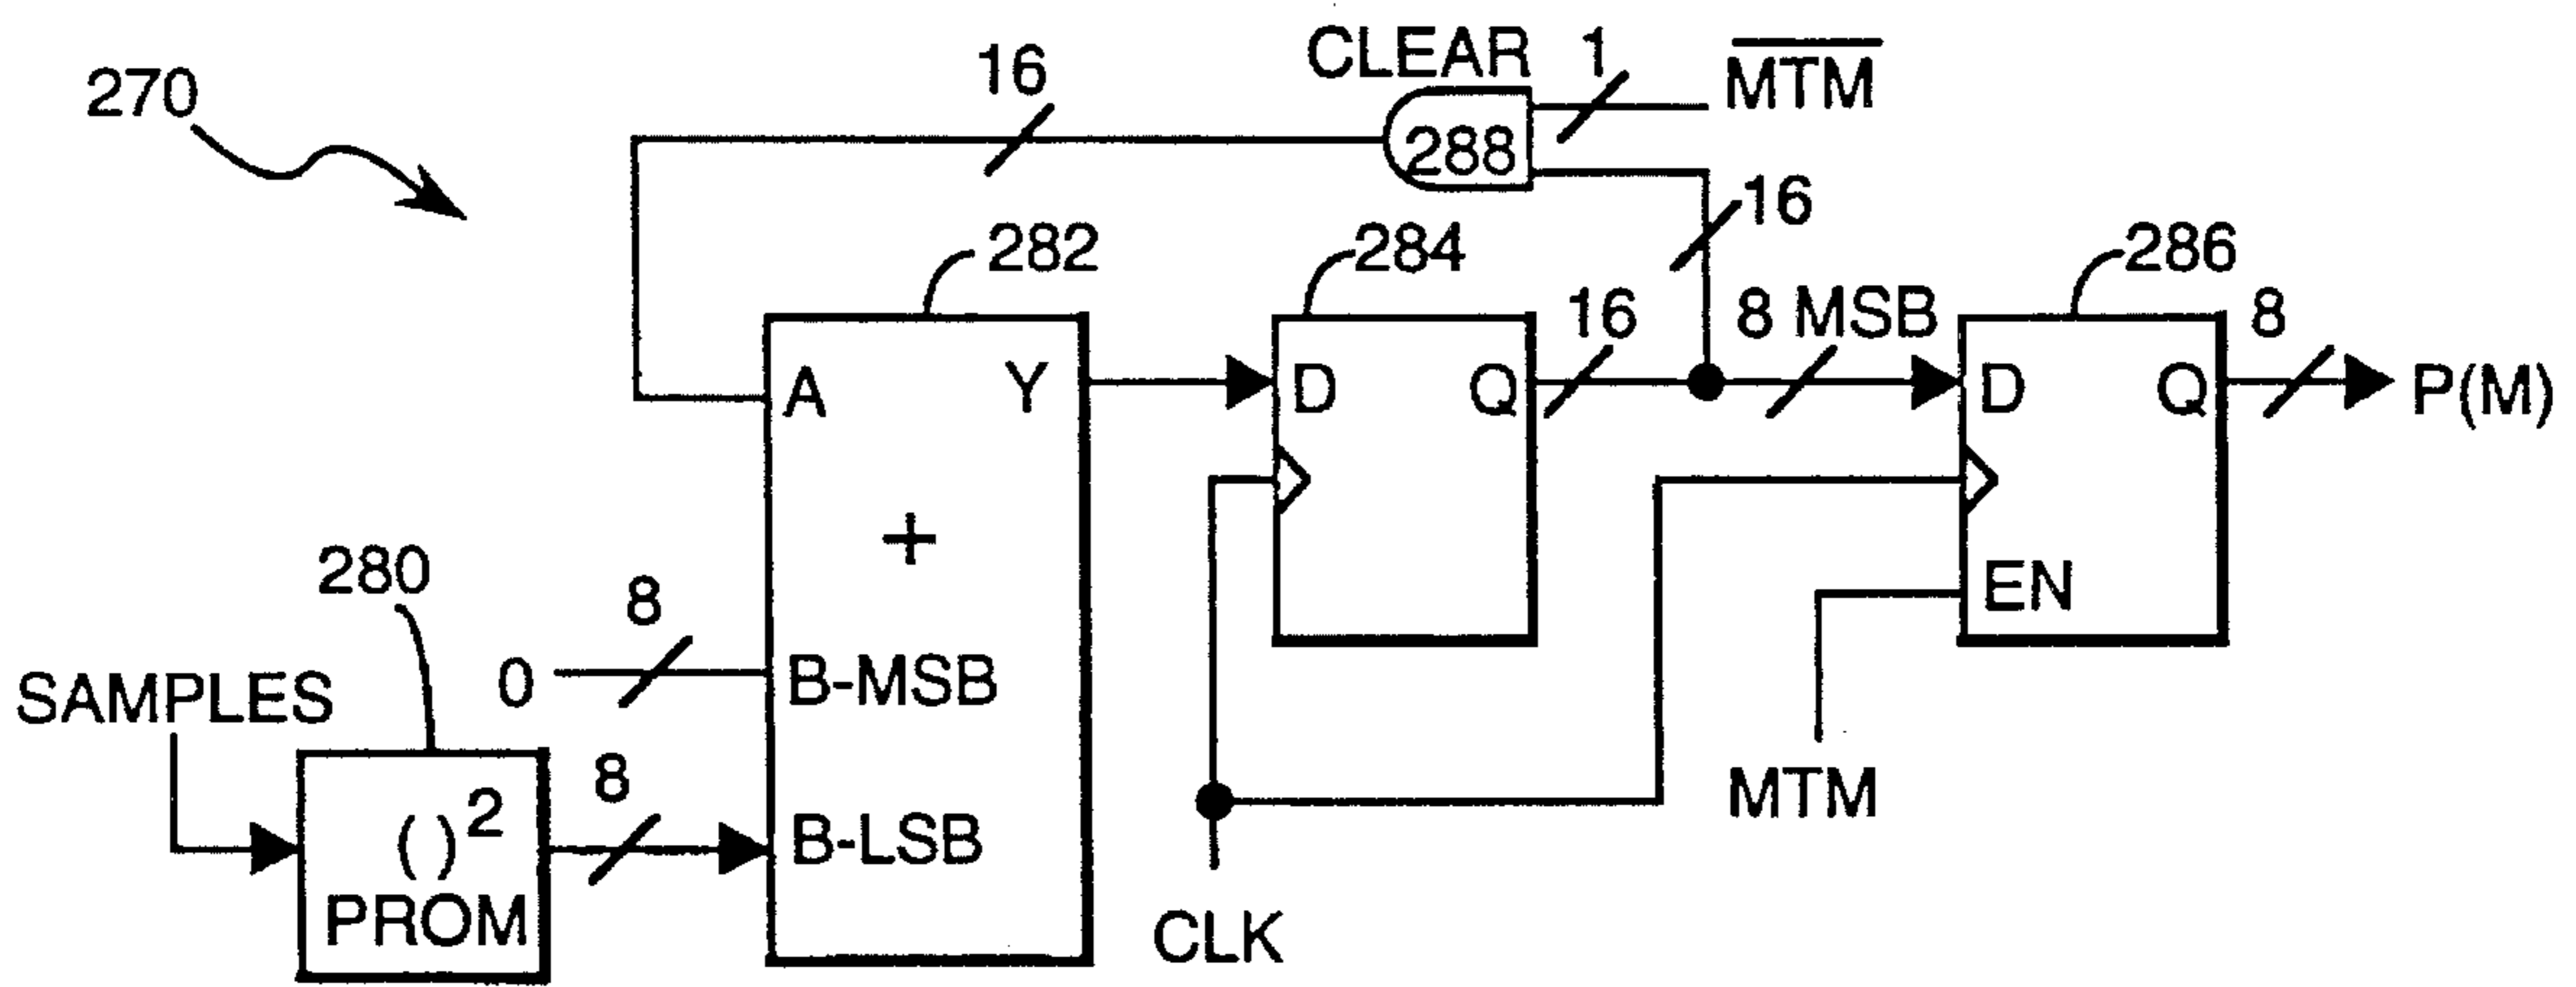 270
16
CLEAR
1
MTM
288
16
282
284
286
16
8 MSB
8
A
Y
D
Q
D
Q
P(M)
+
280
8
0
B-MSB
EN
SAMPLES
8
MTM
( )2
PROM
B-LSB
CLK